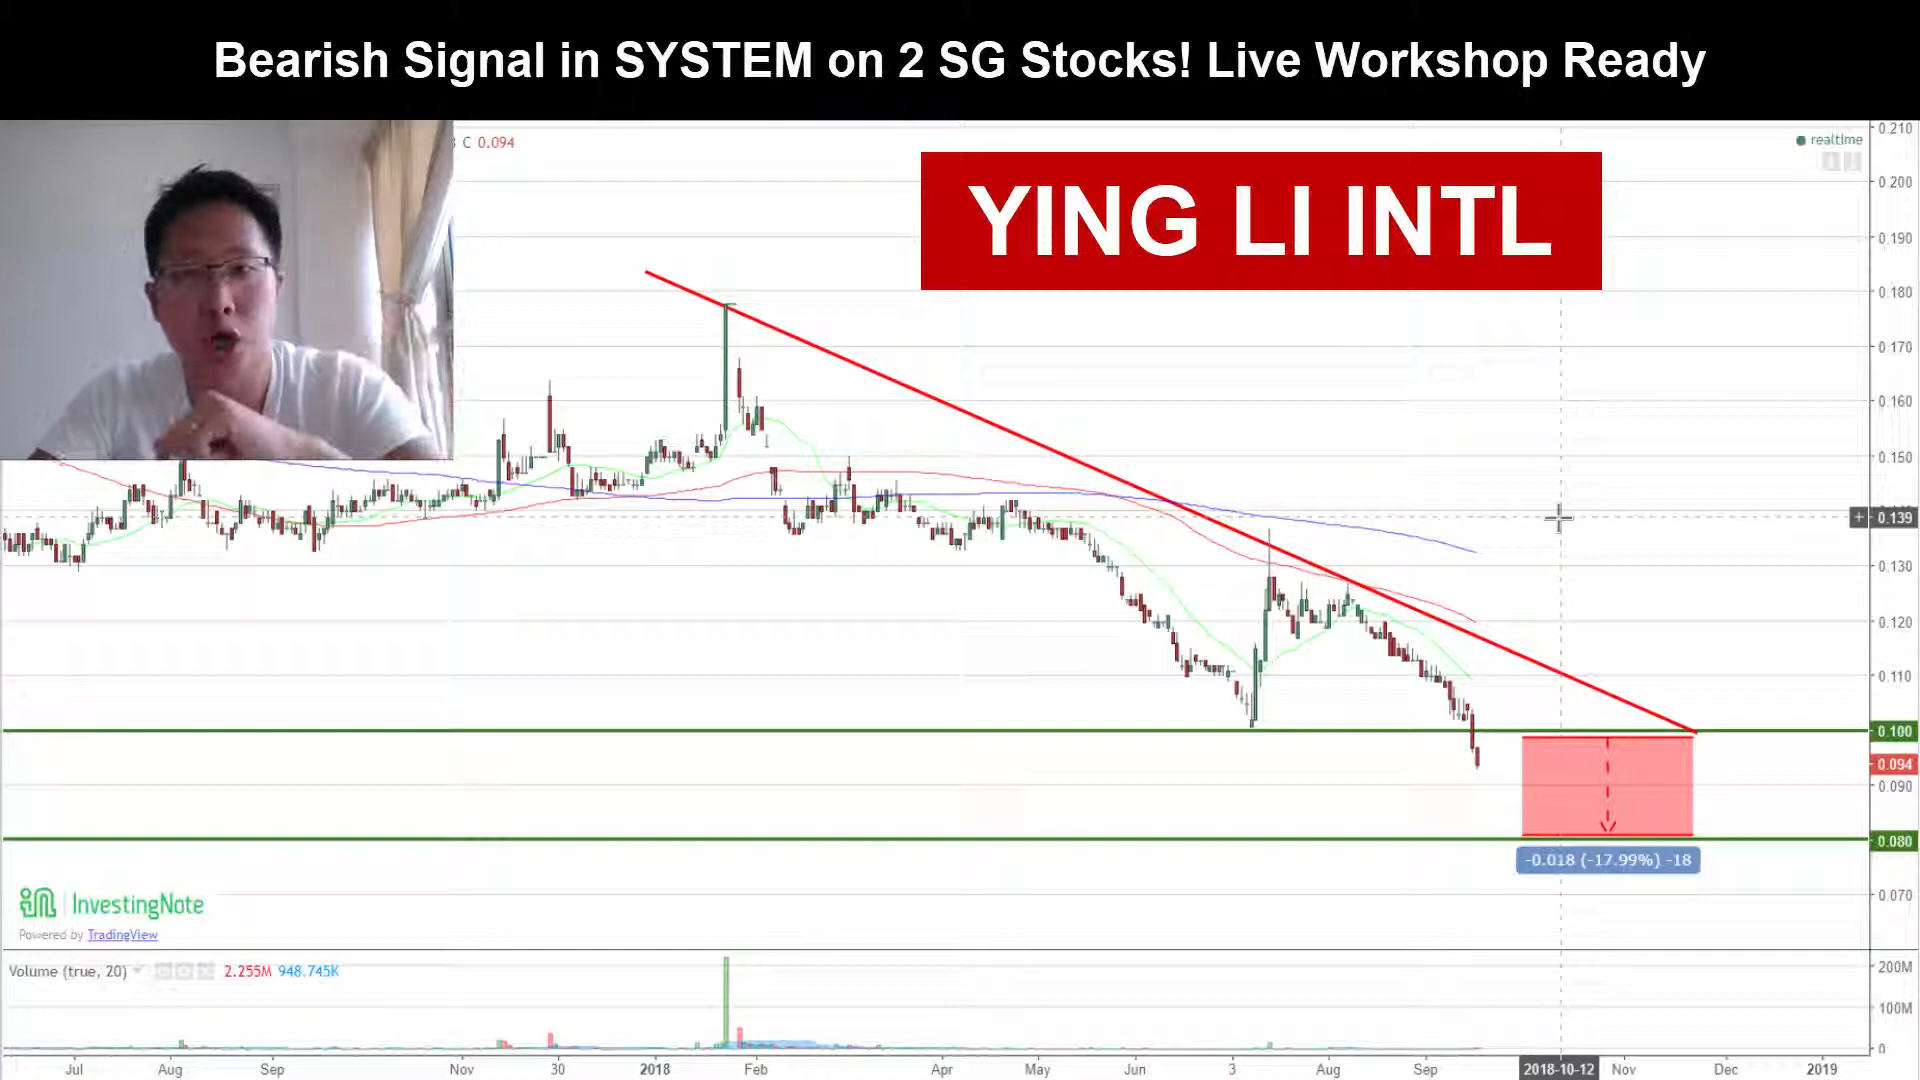 Bearish Signal in SYSTEM on 2 SG Stocks! Live Workshop Ready
C 0.094
realtime
YING LI INTL
0.210
0.200
0.190
0.180
0.170
0.160
0.150
0.139
0.130
0.120
0.110
0.100
0.094
0.090
0.080
0.070
-0.018 (-17.99%) -18
InvestingNote
Powered by TradingView
Volume (true, 20) 2.255M 948.745K
200M
100M
0
Jul Aug Sep Nov 30 2018 Feb Apr May Jun 3 Aug Sep 2018-10-12 Nov Dec 2019